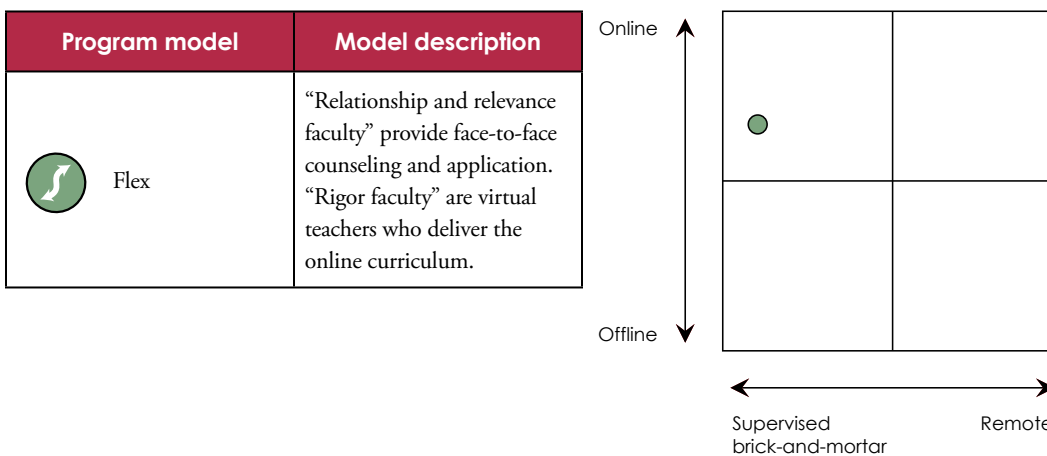 Program model
Model description
Flex
“Relationship and relevance
faculty” provide face-to-face
counseling and application.
“Rigor faculty” are virtual
teachers who deliver the
online curriculum.
Online
Offline
Supervised
brick-and-mortar
Remote